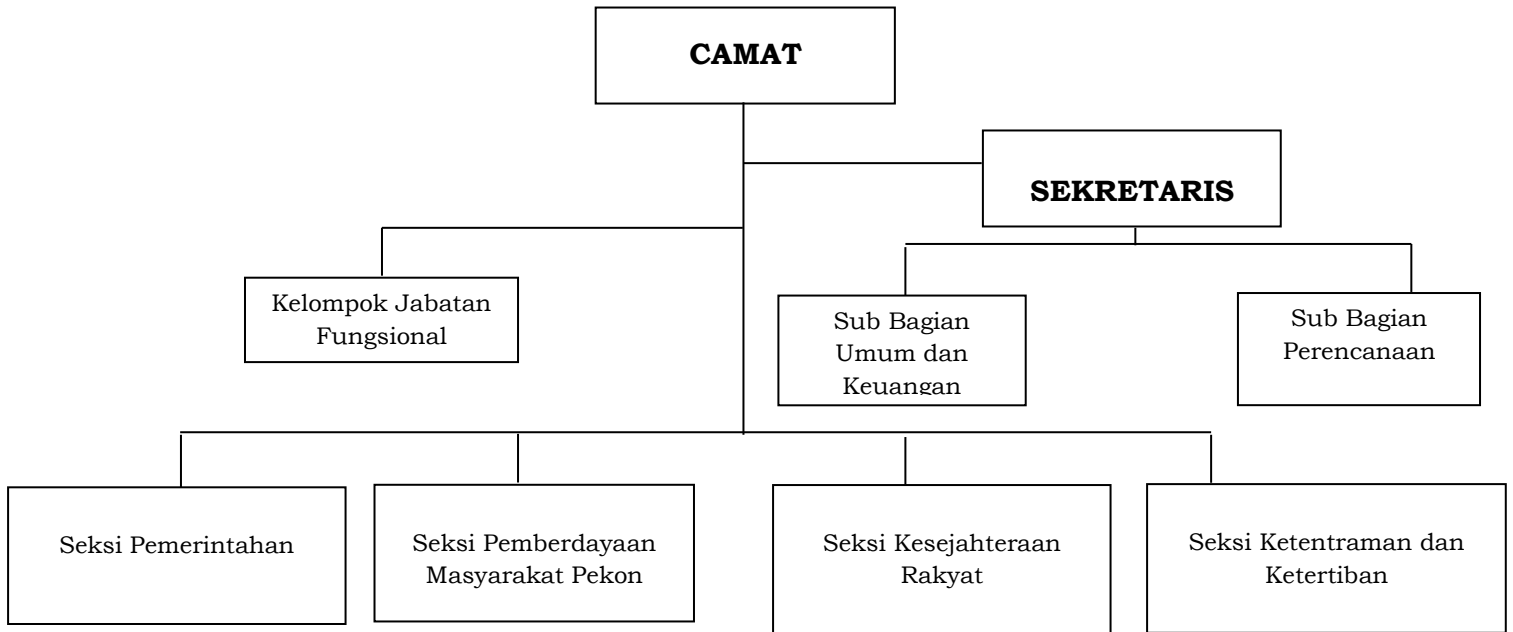 CAMAT
SEKRETARIS
Kelompok Jabatan
Fungsional
Sub Bagian
Umum dan
Keuangan
Sub Bagian
Perencanaan
Seksi Pemerintahan
Seksi Pemberdayaan
Masyarakat Pekon
Seksi Kesejahteraan
Rakyat
Seksi Ketentraman dan
Ketertiban